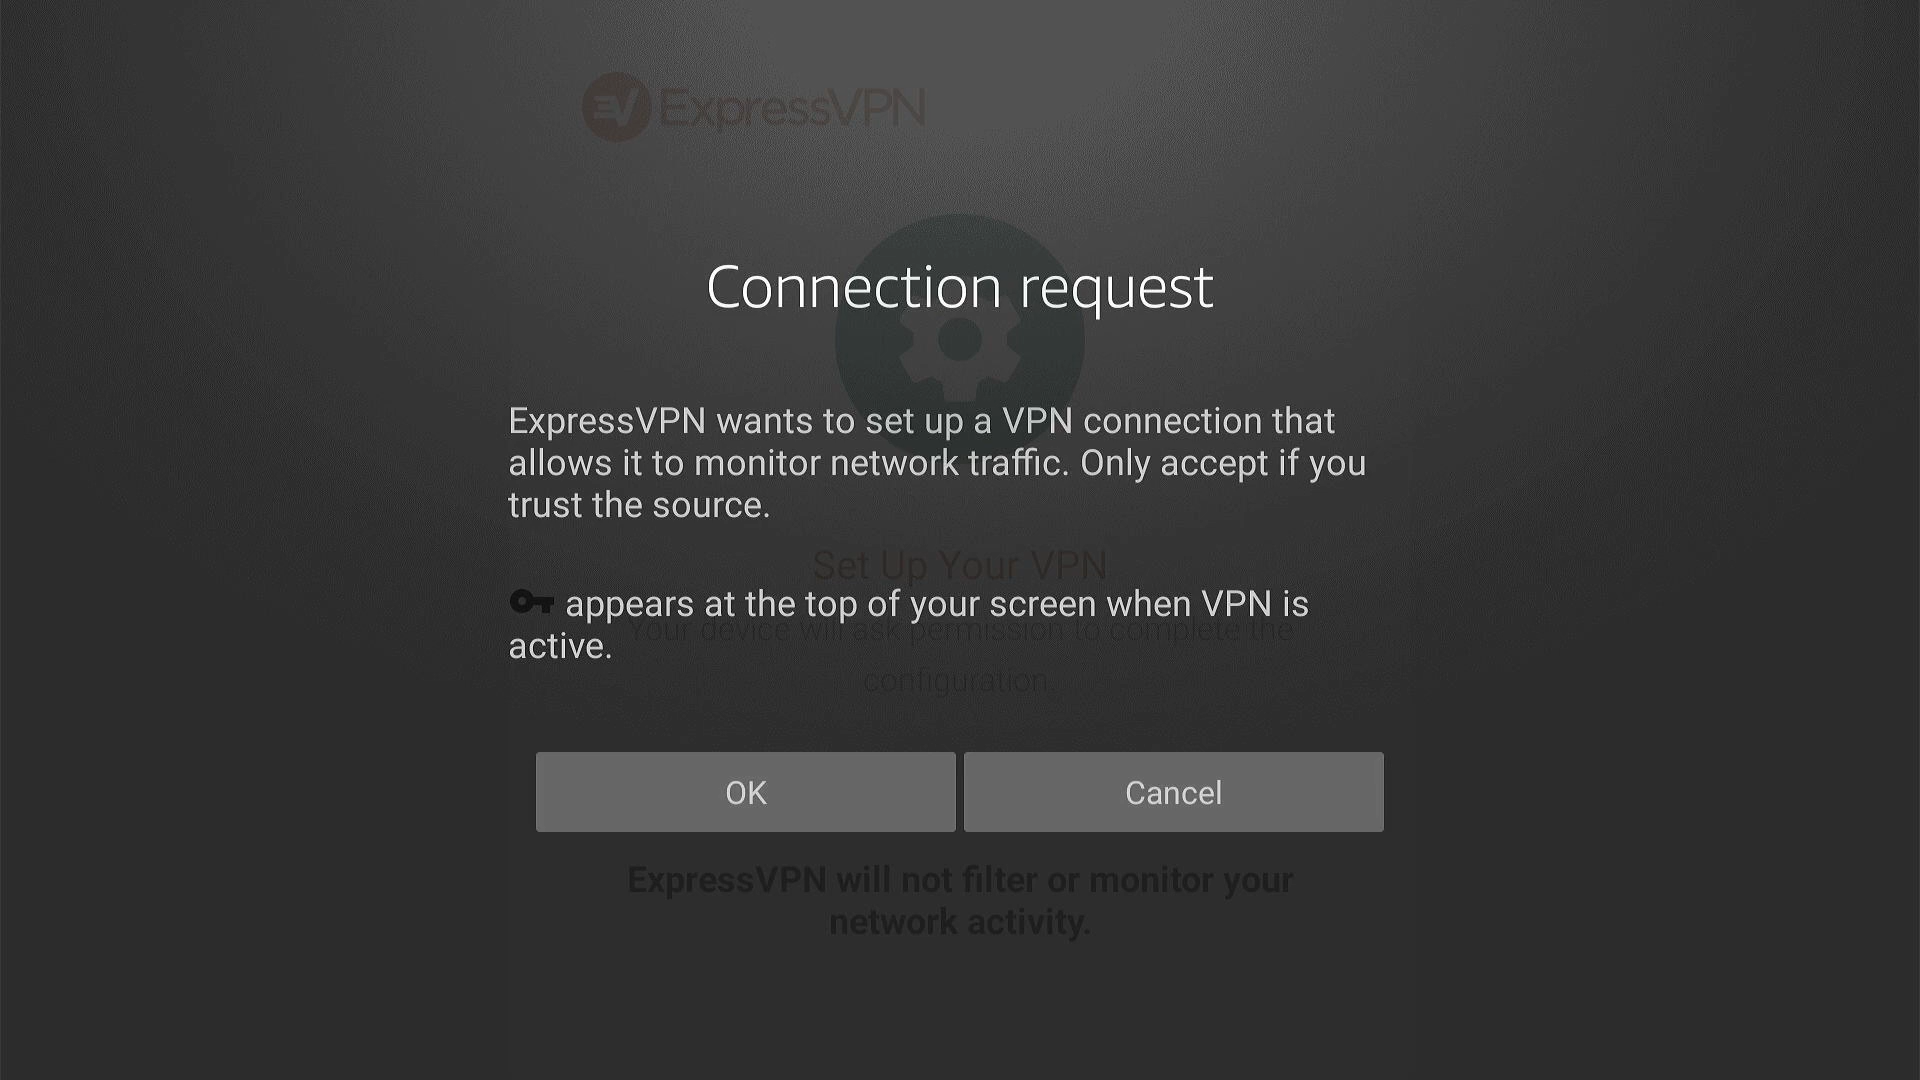 EV ExpressVPN
Connection request
ExpressVPN wants to set up a VPN connection that
allows it to monitor network traffic. Only accept if you
trust the source.
Set Up Your VPN
appears at the top of your screen when VPN is
active.
Your device will ask permission to complete the
configuration.
OK
Cancel
ExpressVPN will not filter or monitor your
network activity.